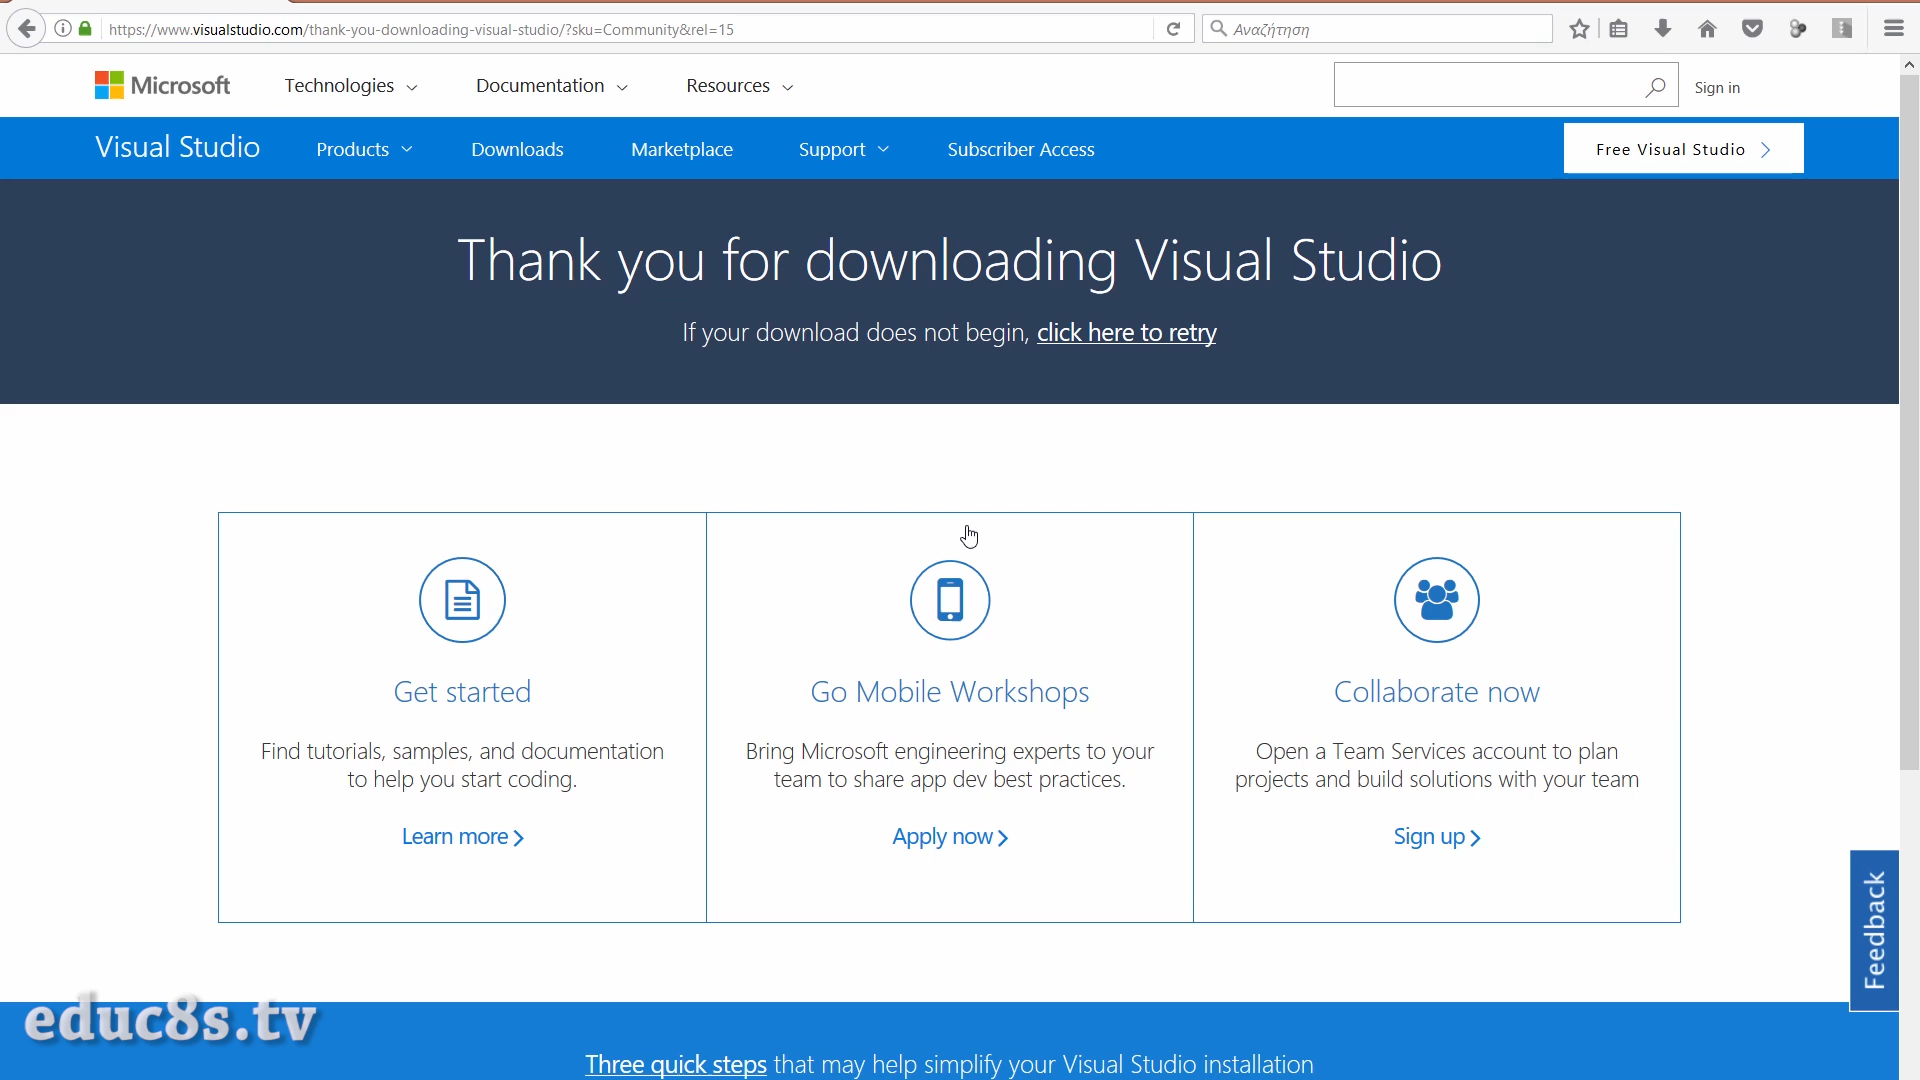 https://www.visualstudio.com/thank-you-downloading-visual-studio/?sku=Community&rel=15
Αναζήτηση
Microsoft
Technologies
Documentation
Resources
Sign in
Visual Studio
Products
Downloads
Marketplace
Support
Subscriber Access
Free Visual Studio
Thank you for downloading Visual Studio
If your download does not begin, click here to retry
Get started
Find tutorials, samples, and documentation
to help you start coding.
Learn more
Go Mobile Workshops
Bring Microsoft engineering experts to your
team to share app dev best practices.
Apply now
Collaborate now
Open a Team Services account to plan
projects and build solutions with your team
Sign up
Feedback
educ8s.tv
Three quick steps that may help simplify your Visual Studio installation